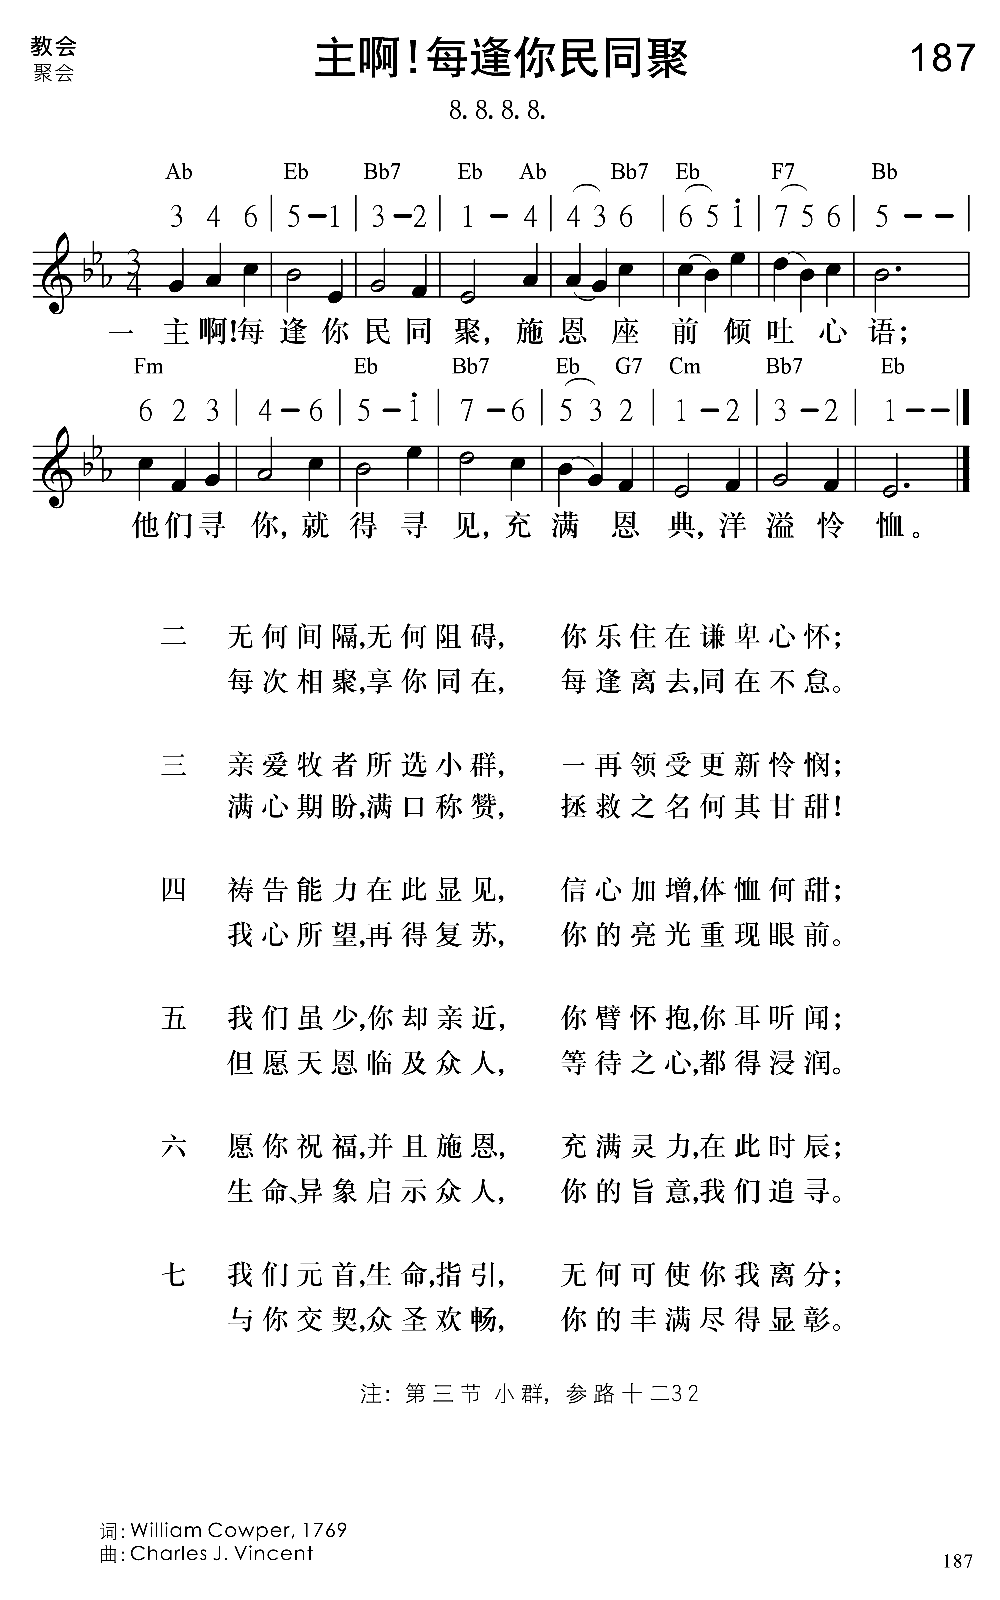 教会
聚会
主啊!每逢你民同聚
187
8.8.8.8.
Ab Eb Bb7 Eb Ab Bb7 Eb F7 Bb
3 4 6 | 5 – 1 | 3 – 2 | 1 – 4 | 4 3 6 | 6 5 i | 7 5 6 | 5 – – |
3 4
一 主啊!每逢你民同聚,施恩座前倾吐心语;
Fm Eb Bb7 Eb G7 Cm Bb7 Eb
6 2 3 | 4 – 6 | 5 – i | 7 – 6 | 5 3 2 | 1 – 2 | 3 – 2 | 1 – – ‖
他们寻你,就得寻见,充满恩典,洋溢怜恤。
二 无何间隔,无何阻碍, 你乐住在谦卑心怀;
每次相聚,享你同在, 每逢离去,同在不怠。
三 亲爱牧者所选小群, 一再领受更新怜悯;
满心期盼,满口称赞, 拯救之名何其甘甜!
四 祷告能力在此显见, 信心加增,体恤何甜;
我心所望,再得复苏, 你的亮光重现眼前。
五 我们虽少,你却亲近, 你臂怀抱,你耳听闻;
但愿天恩临及众人, 等待之心,都得浸润。
六 愿你祝福,并且施恩, 充满灵力,在此时辰;
生命、异象启示众人, 你的旨意,我们追寻。
七 我们元首,生命,指引, 无何可使你我离分;
与你交契,众圣欢畅, 你的丰满尽得显彰。
注: 第三节 小群, 参路十二32
词: William Cowper, 1769
曲: Charles J. Vincent
187